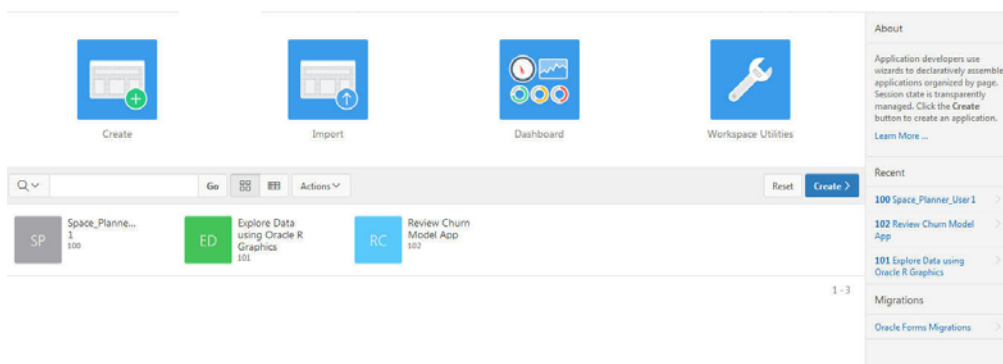 Create
Import
Dashboard
Workspace Utilities
Go
Actions
Reset
Create
SP
Space_Planne...
1
100
ED
Explore Data
using Oracle R
Graphics
101
RC
Review Churn
Model App
102
1 - 3
About
Application developers use
wizards to declaratively assemble
applications organized by page.
Session state is transparently
managed. Click the Create
button to create an application.
Learn More ...
Recent
100 Space_Planner_User1
102 Review Churn Model
App
101 Explore Data using
Oracle R Graphics
Migrations
Oracle Forms Migrations